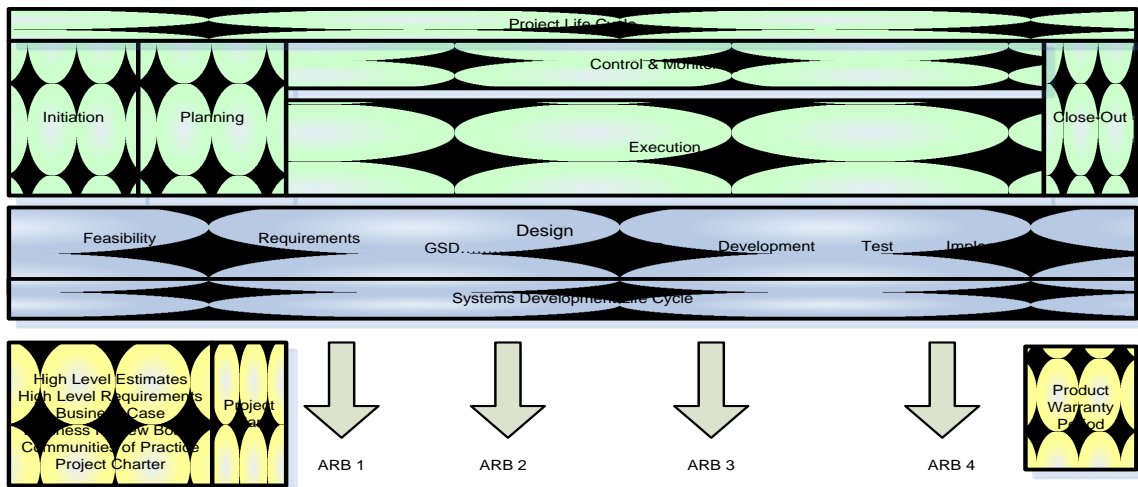 Project Life Cycle
Control & Monitor
Initiation
Planning
Close-Out
Execution
Design
Feasibility
Requirements
GSD........
Development
Test
Systems Development Life Cycle
High Level Estimates
High Level Requirements
Business Case
Communities of Practice
Project Charter
Project
Product
Warranty
Period
ARB 1
ARB 2
ARB 3
ARB 4